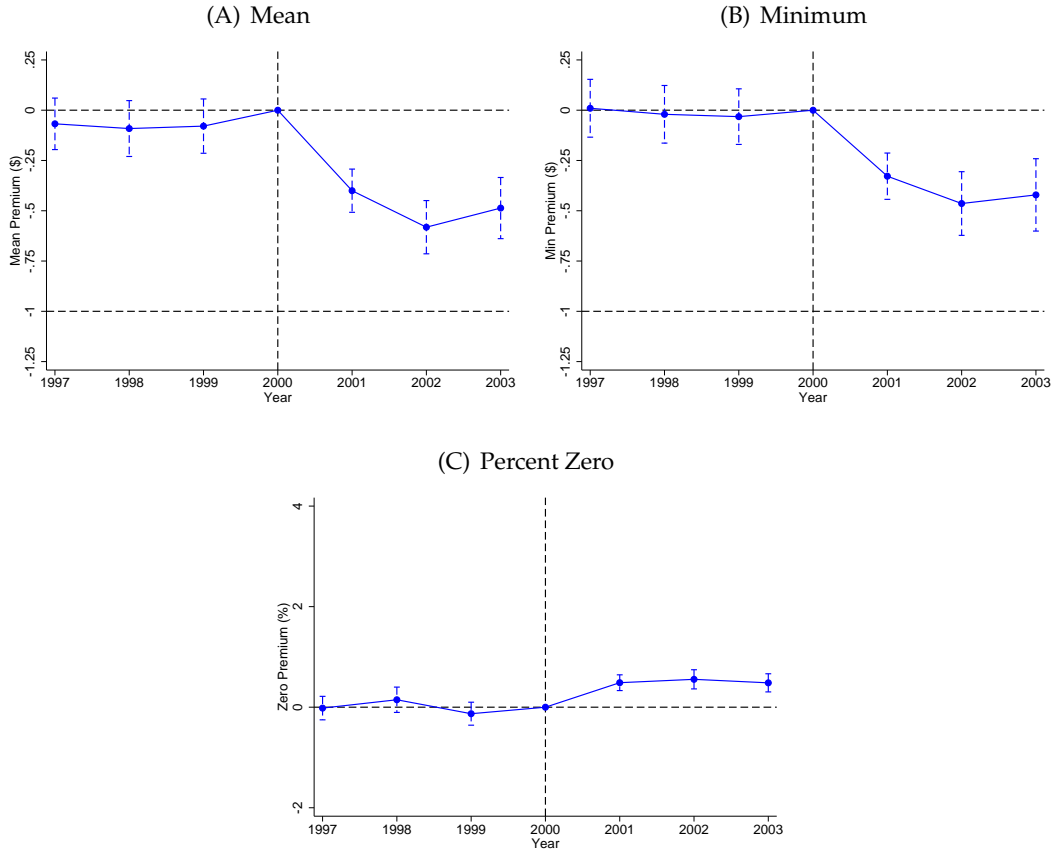 (A) Mean
Mean Premium ($)
.25
0
-.25
-.5
-.75
-1
-1.25
1997 1998 1999 2000 2001 2002 2003
Year
(B) Minimum
Min Premium ($)
.25
0
-.25
-.5
-.75
-1
-1.25
1997 1998 1999 2000 2001 2002 2003
Year
(C) Percent Zero
Zero Premium (%)
4
2
0
-2
1997 1998 1999 2000 2001 2002 2003
Year